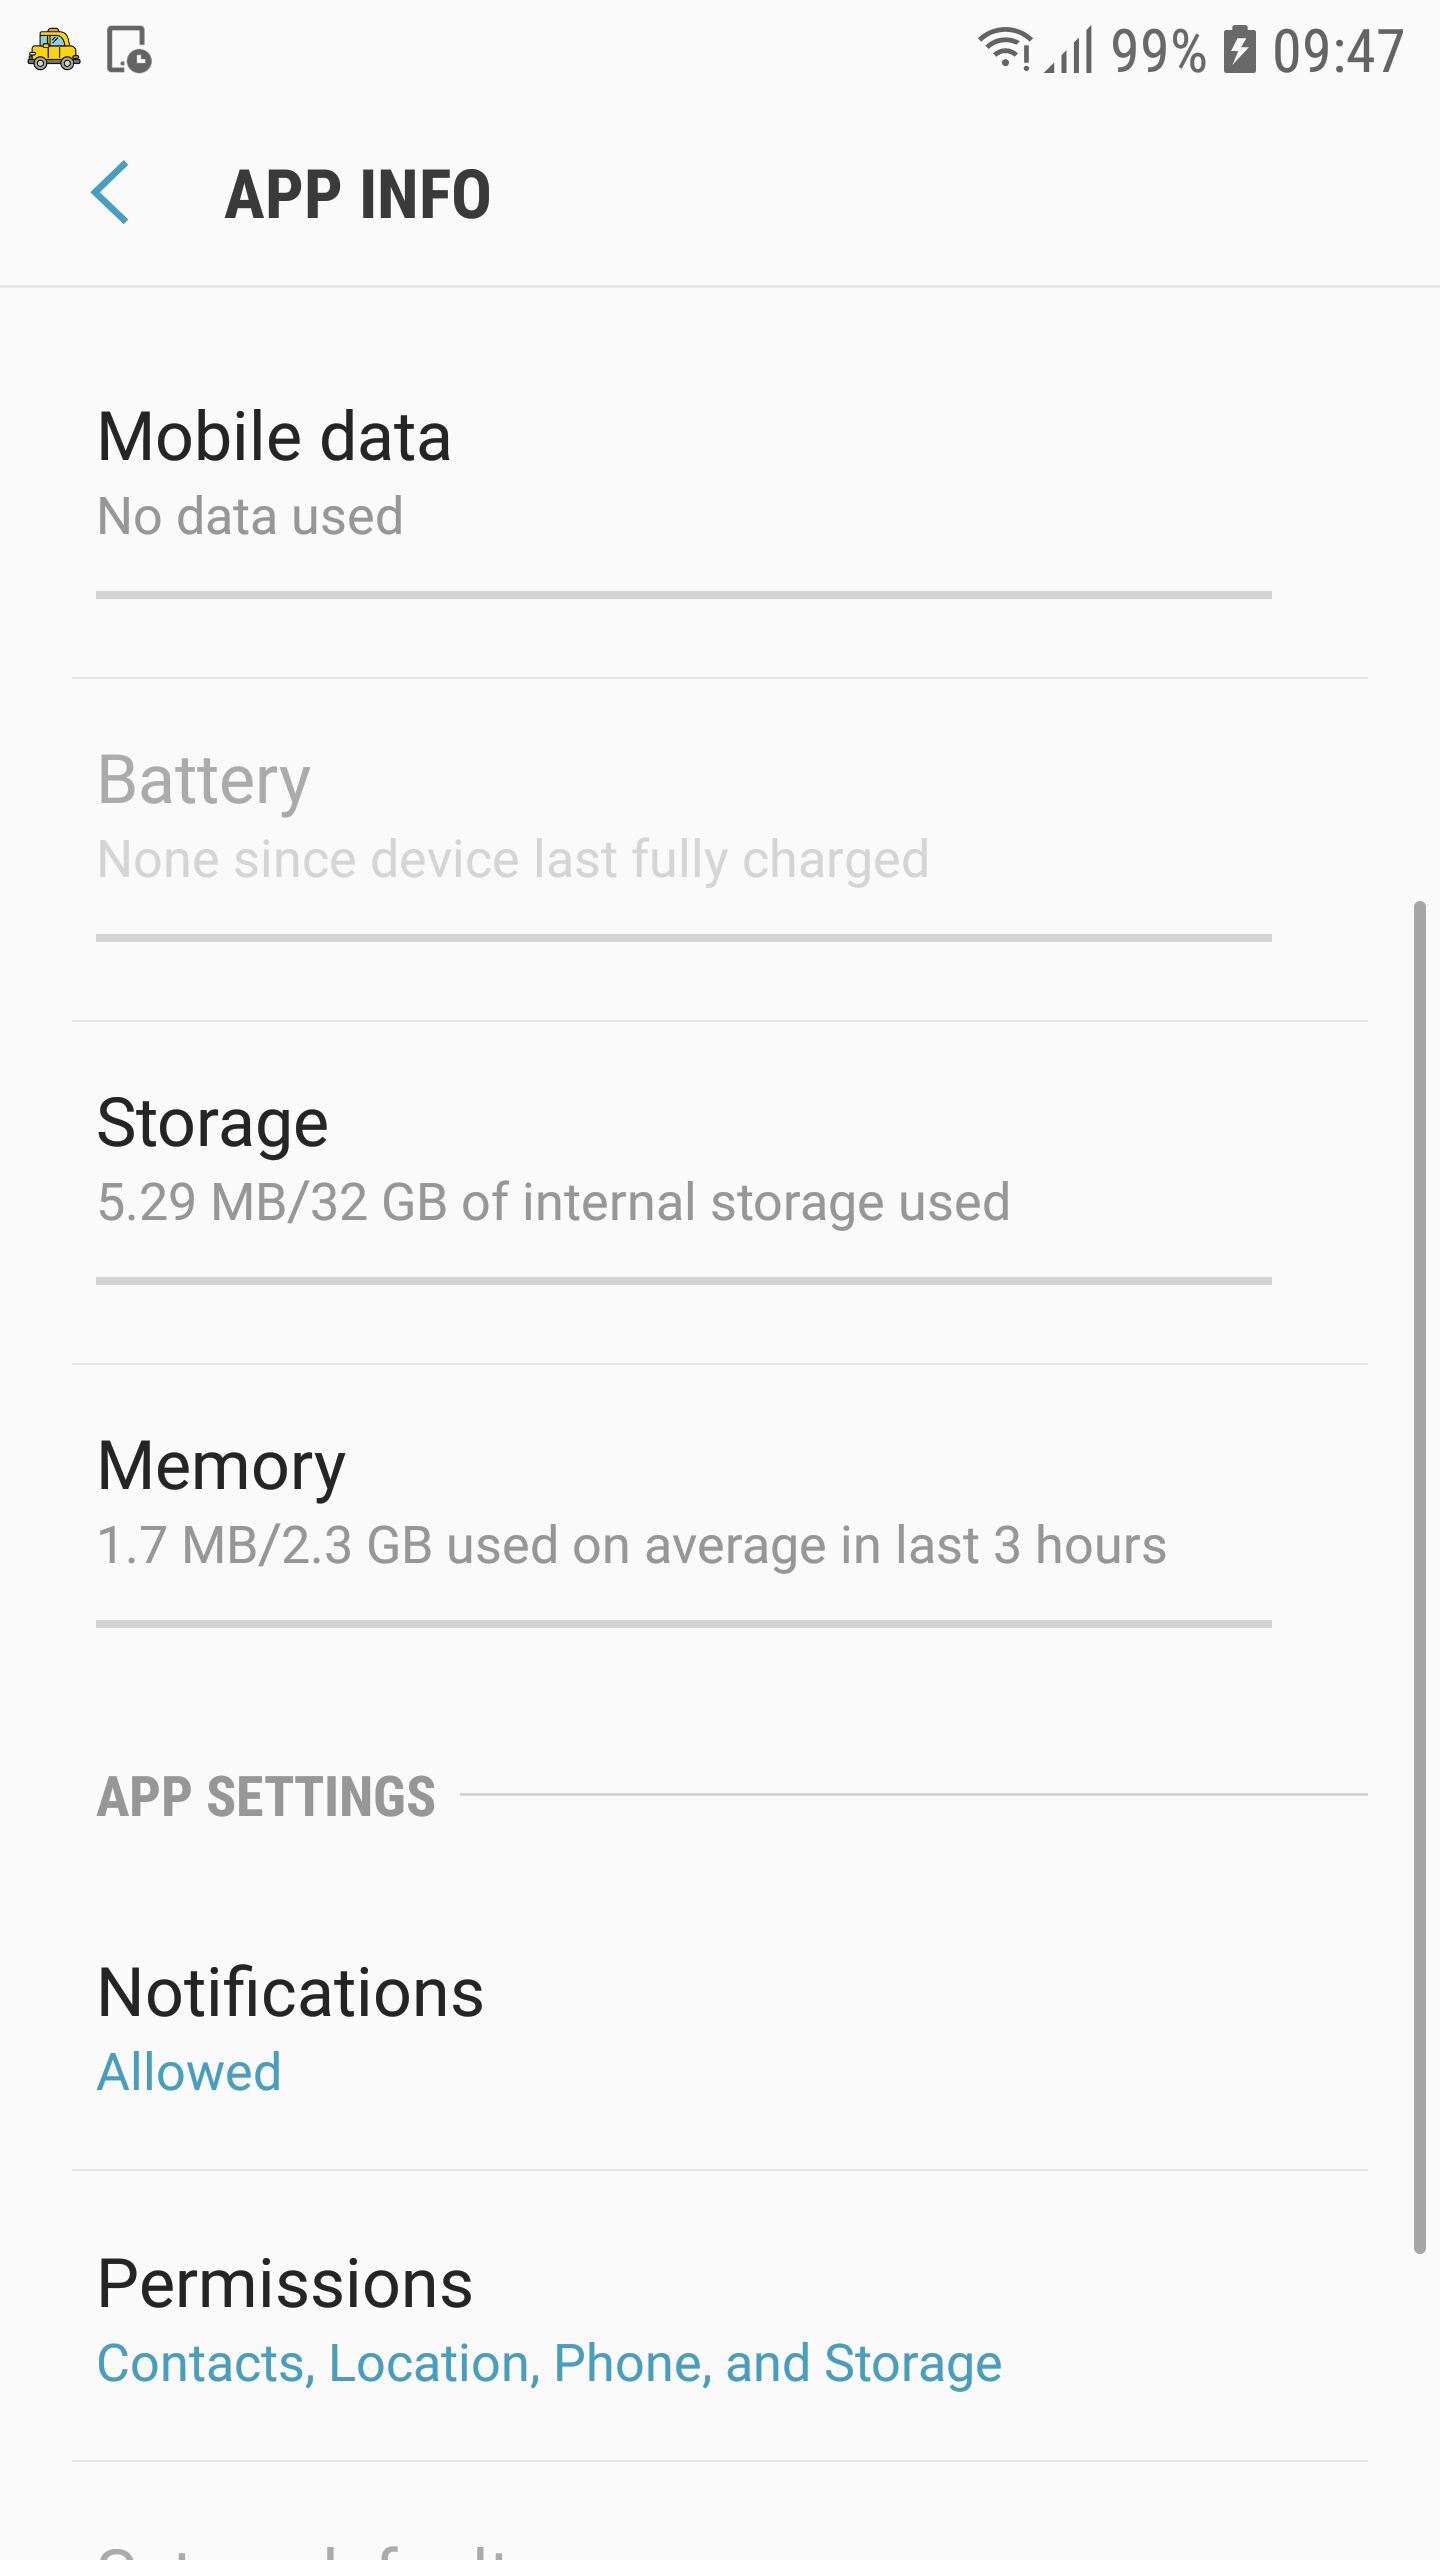 99% 09:47
APP INFO
Mobile data
No data used
Battery
None since device last fully charged
Storage
5.29 MB/32 GB of internal storage used
Memory
1.7 MB/2.3 GB used on average in last 3 hours
APP SETTINGS
Notifications
Allowed
Permissions
Contacts, Location, Phone, and Storage